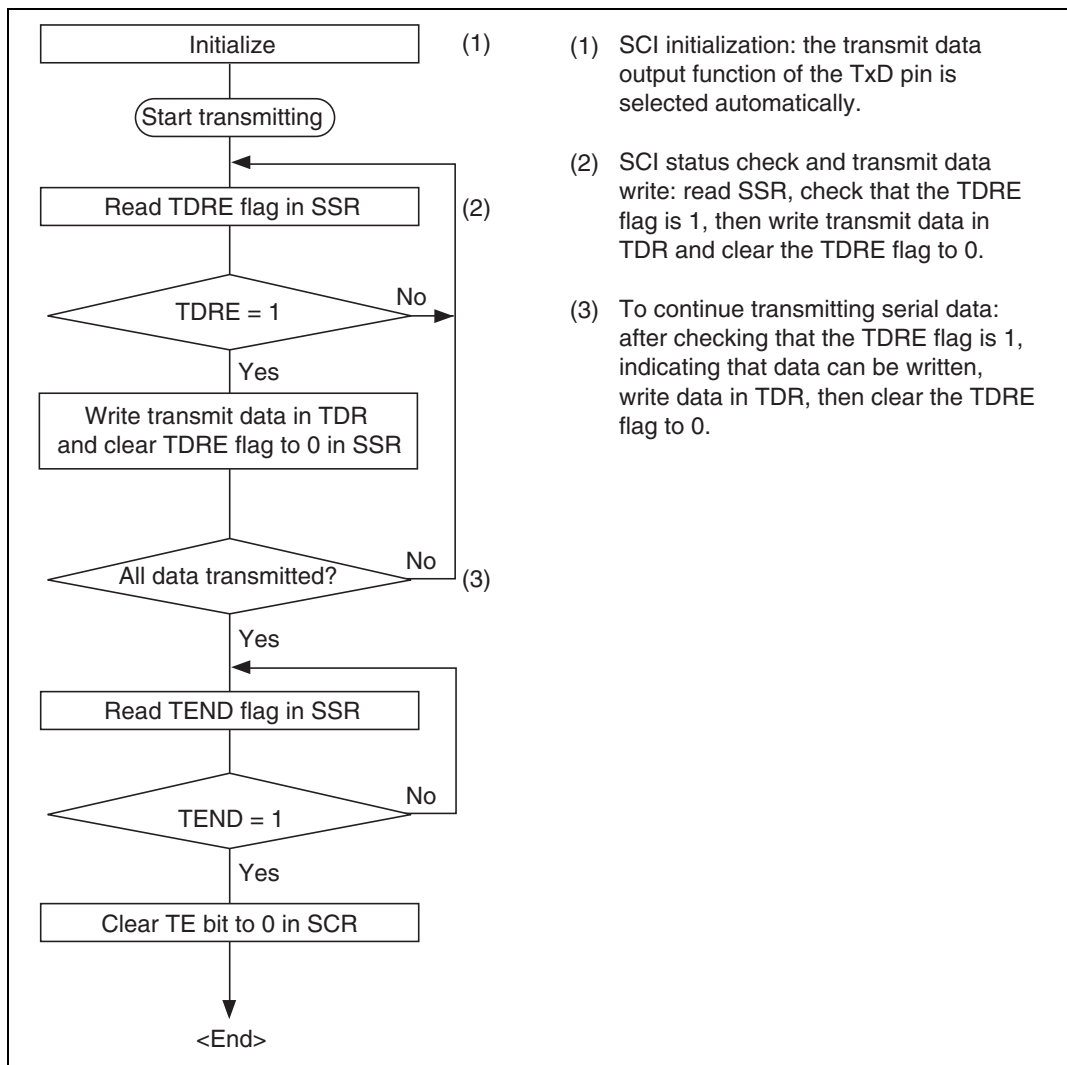 Initialize
(1)
Start transmitting
Read TDRE flag in SSR
(2)
TDRE = 1
No
Yes
Write transmit data in TDR
and clear TDRE flag to 0 in SSR
All data transmitted?
No
(3)
Yes
Read TEND flag in SSR
TEND = 1
No
Yes
Clear TE bit to 0 in SCR
<End>
(1) SCI initialization: the transmit data
output function of the TxD pin is
selected automatically.
(2) SCI status check and transmit data
write: read SSR, check that the TDRE
flag is 1, then write transmit data in
TDR and clear the TDRE flag to 0.
(3) To continue transmitting serial data:
after checking that the TDRE flag is 1,
indicating that data can be written,
write data in TDR, then clear the TDRE
flag to 0.